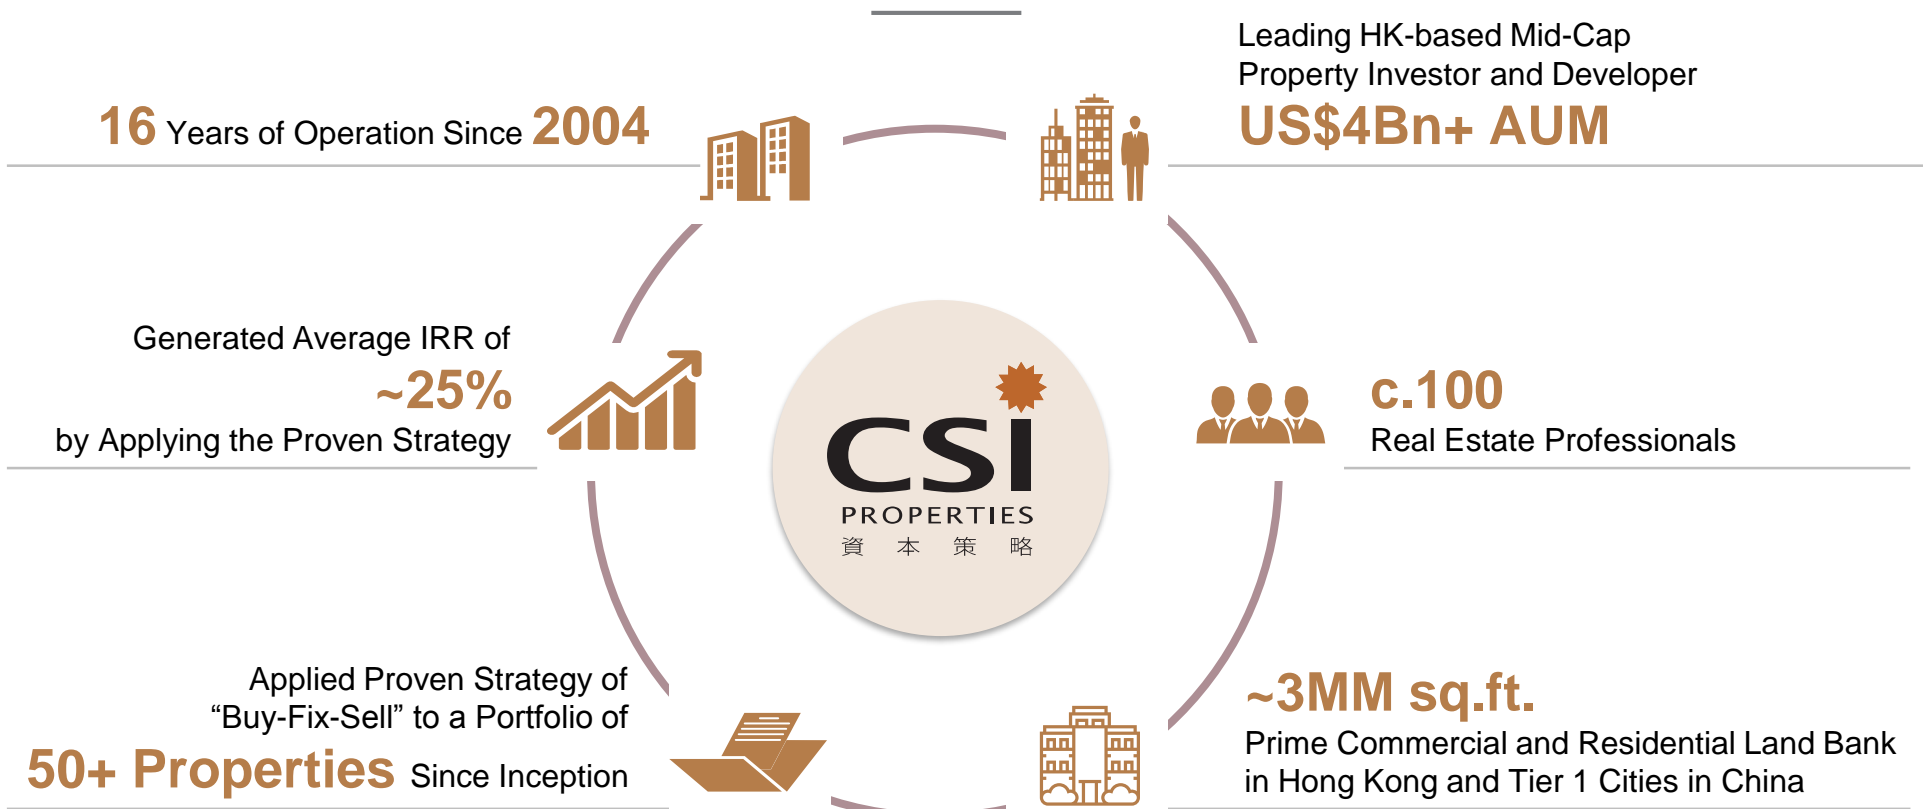 16 Years of Operation Since 2004
Leading HK-based Mid-Cap
Property Investor and Developer
US$4Bn+ AUM
Generated Average IRR of
~25%
by Applying the Proven Strategy
CSI
PROPERTIES
資本策略
c.100
Real Estate Professionals
Applied Proven Strategy of
“Buy-Fix-Sell” to a Portfolio of
50+ Properties Since Inception
~3MM sq.ft.
Prime Commercial and Residential Land Bank
in Hong Kong and Tier 1 Cities in China